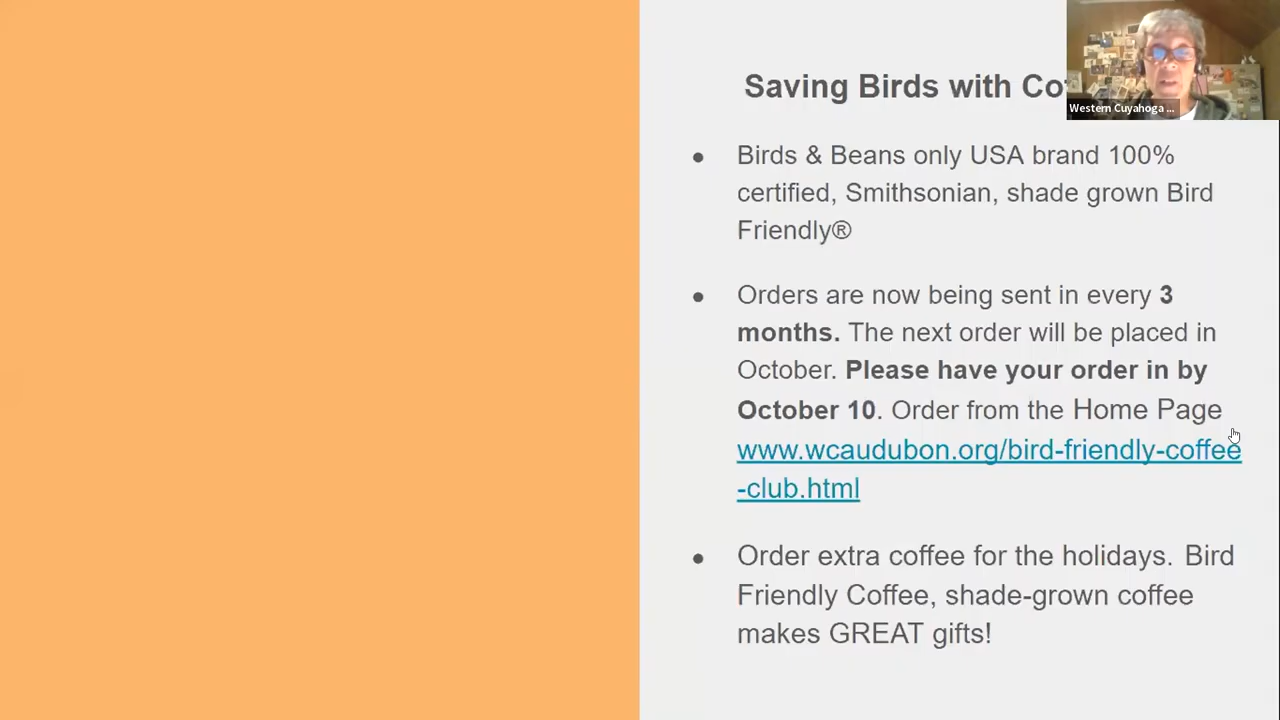 Saving Birds with
Western Cuyahoga ...
● Birds & Beans only USA brand 100%
certified, Smithsonian, shade grown Bird
Friendly®
● Orders are now being sent in every 3
months. The next order will be placed in
October. Please have your order in by
October 10. Order from the Home Page
www.wcaudubon.org/bird-friendly-coffee
-club.html
● Order extra coffee for the holidays. Bird
Friendly Coffee, shade-grown coffee
makes GREAT gifts!